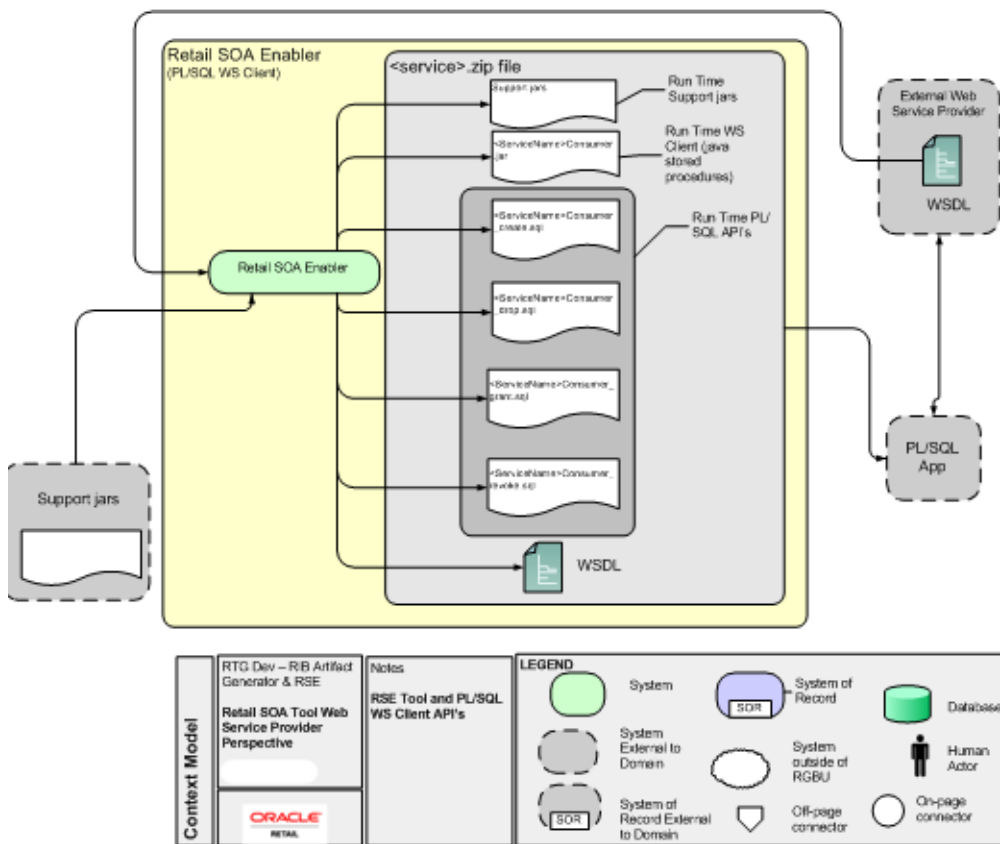 Retail SOA Enabler
(PL/SQL WS Client)
<service>.zip file
Support jars
Run Time
Support jars
<ServiceName>Consumer
.jar
Run Time WS
Client (java
stored
procedures)
<ServiceName>Consumer
_create.sql
Run Time PL/
SQL API's
<ServiceName>Consumer
_drop.sql
<ServiceName>Consumer_
grant.sql
<ServiceName>Consumer_
revoke.sql
WSDL
Retail SOA Enabler
External Web
Service Provider
WSDL
PL/SQL
App
Support jars
Context Model
RTG Dev – RIB Artifact
Generator & RSE
Retail SOA Tool Web
Service Provider
Perspective
ORACLE
RETAIL
Notes
RSE Tool and PL/SQL
WS Client API's
LEGEND
System
System of
Record
SOR
Database
System
External to
Domain
System
outside of
RGBU
Human
Actor
SOR
System of
Record External
to Domain
Off-page
connector
On-page
connector